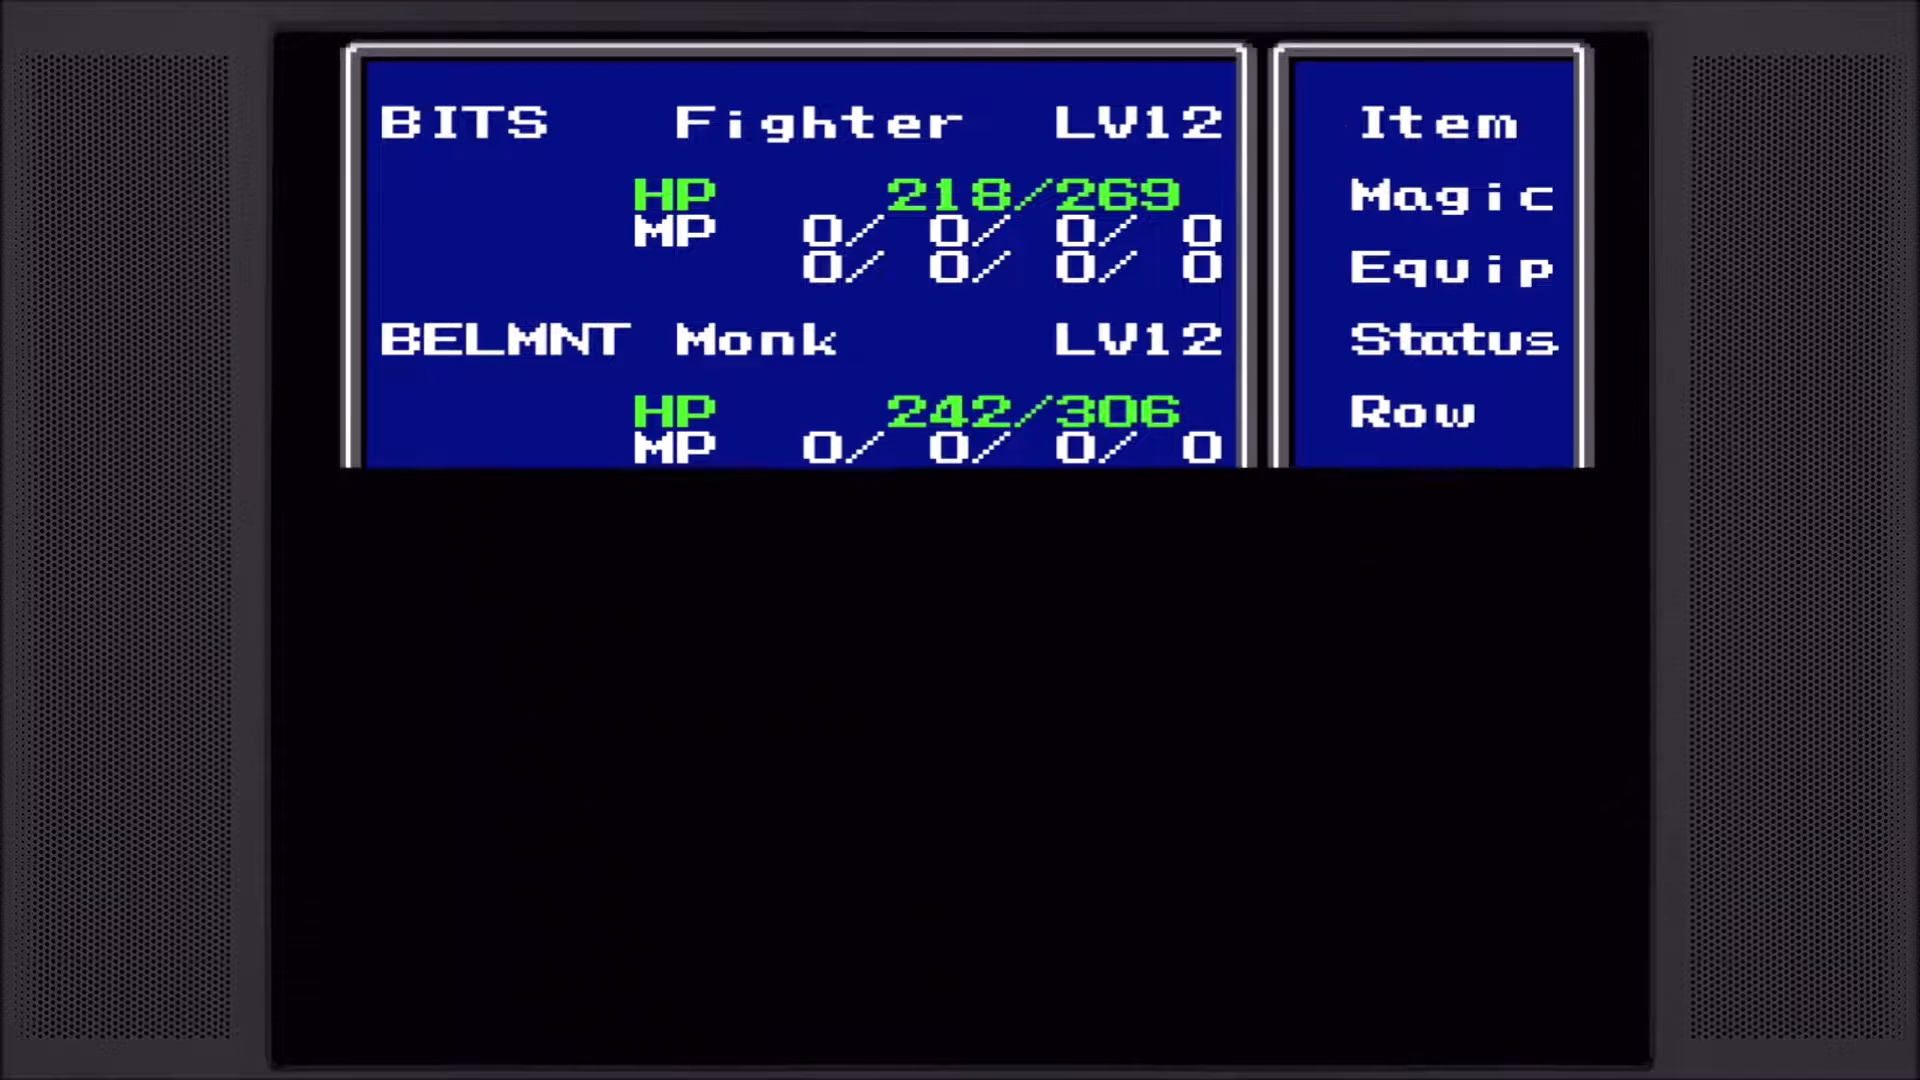 BITS Fighter LV12
HP 218/269
MP 0/ 0/ 0/ 0
0/ 0/ 0/ 0
BELMNT Monk LV12
HP 242/306
MP 0/ 0/ 0/ 0
Item
Magic
Equip
Status
Row